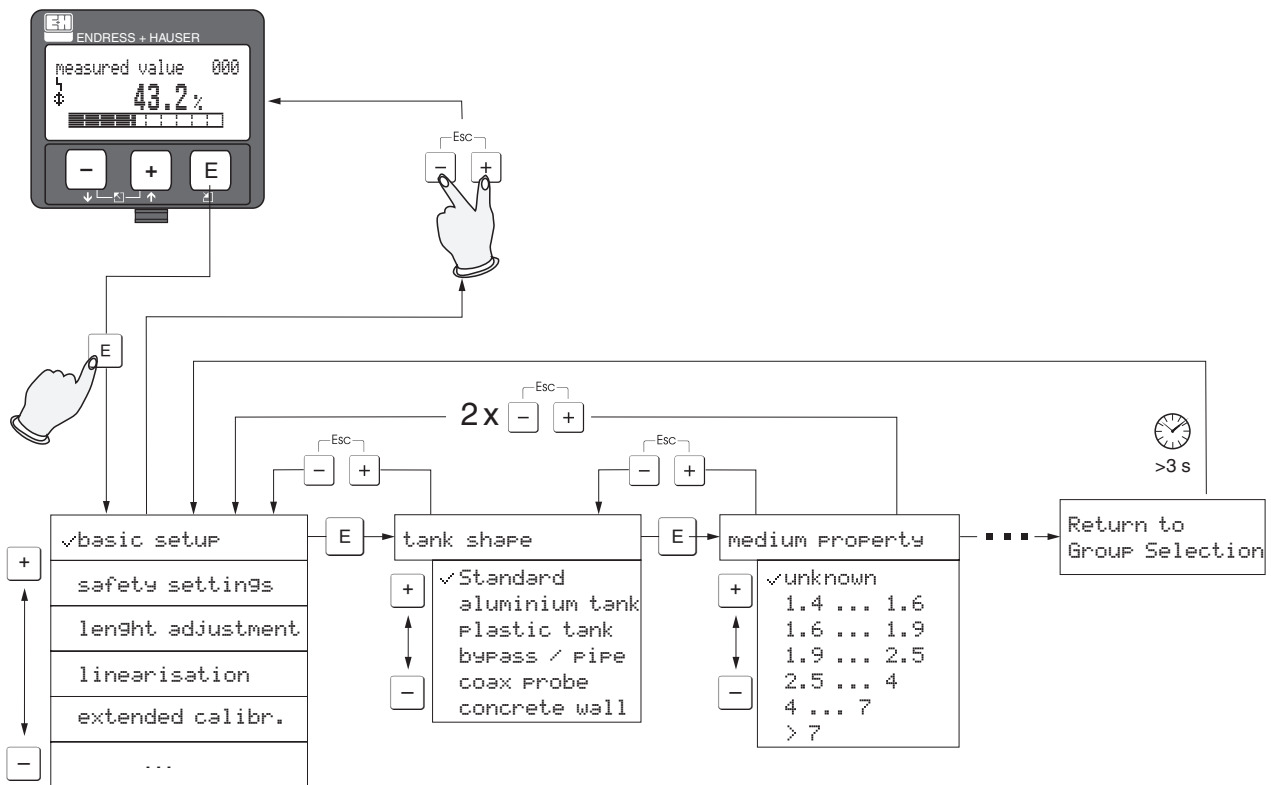 E+H
ENDRESS + HAUSER
measured value 000
43.2%
− + E
Esc
− +
E
Esc
2 x − +
Esc
− +
Esc
− +
>3 s
✓basic setup
safety settings
lenght adjustment
linearisation
extended calibr.
...
+
−
E
tank shape
✓Standard
aluminium tank
plastic tank
bypass / pipe
coax probe
concrete wall
+
−
E
medium property
✓unknown
1.4 ... 1.6
1.6 ... 1.9
1.9 ... 2.5
2.5 ... 4
4 ... 7
> 7
+
−
Return to
Group Selection